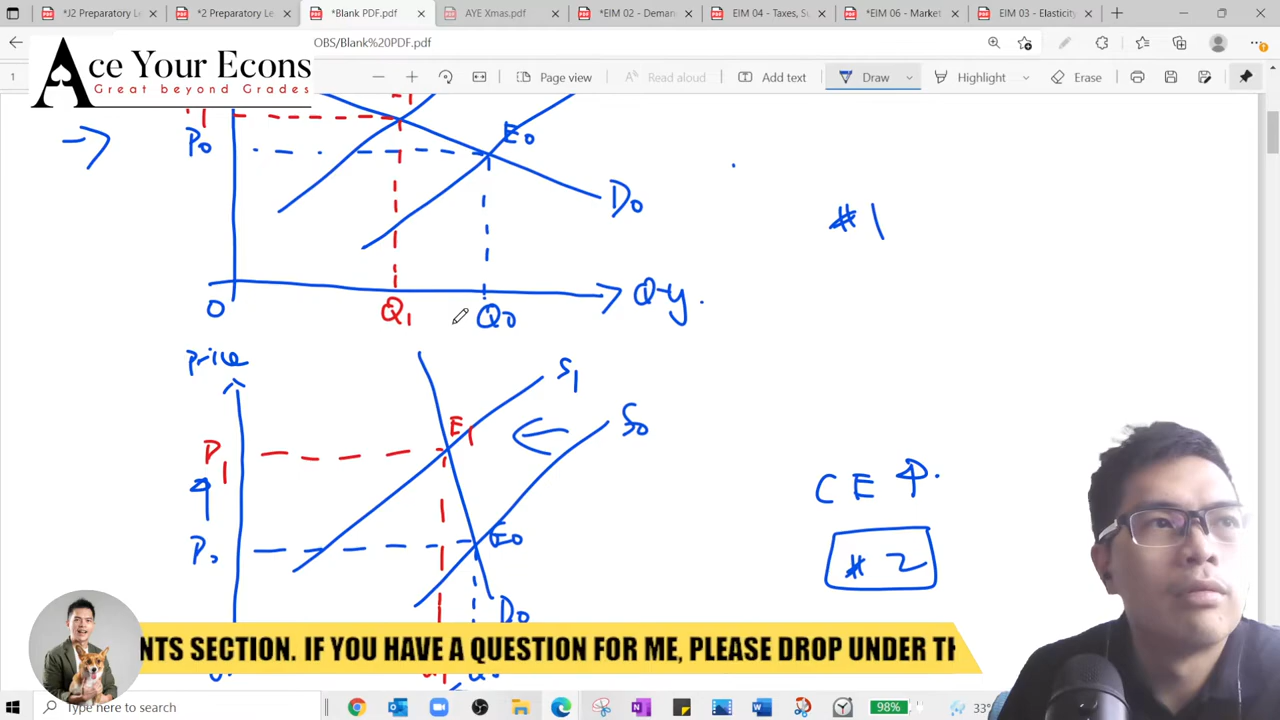 *J2 Preparatory Le
*2 Preparatory Le
*Blank PDF.pdf
AYE Xmas.pdf
*EIM 02 - Deman
EIM 04 - Taxes, Su
*EIM 06 - Market
EIM 03 - Elasticity
OBS/Blank%20PDF.pdf
Ace Your Econs
Great beyond Grades
1
Page view
Read aloud
Add text
Draw
Highlight
Erase
P0
E0
D0
#1
0
Q1
Q0
Qty.
price
S1
E1
S0
P1
CE
P0
E0
#2
D0
NTS SECTION. IF YOU HAVE A QUESTION FOR ME, PLEASE DROP UNDER TH
Type here to search
98%
33°